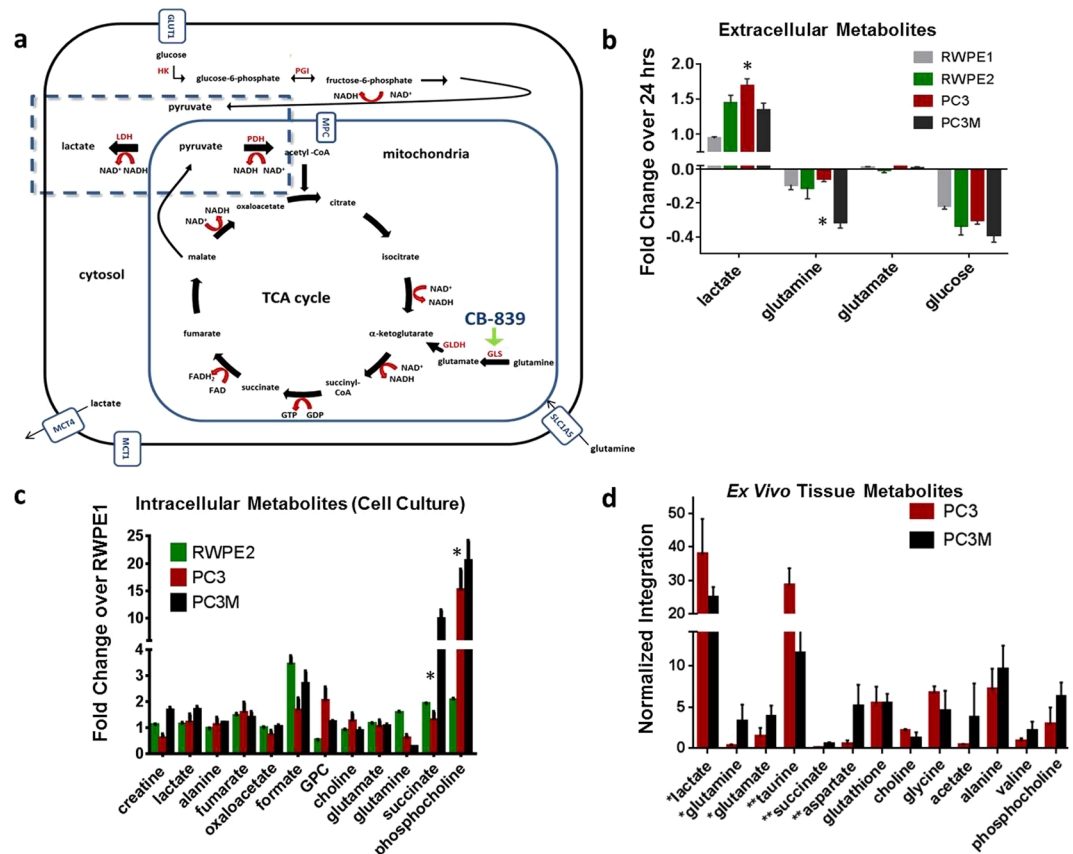 a
GLUT1
glucose
HK
glucose-6-phosphate
PGI
fructose-6-phosphate
NADH
NAD⁺
pyruvate
MPC
lactate
LDH
NAD⁺ NADH
pyruvate
PDH
NADH NAD⁺
acetyl -CoA
mitochondria
oxaloacetate
citrate
NADH
NAD⁺
malate
isocitrate
cytosol
TCA cycle
NAD⁺
NADH
CB-839
fumarate
α-ketoglutarate
GLDH
GLS
glutamate
glutamine
FADH₂
FAD
succinate
succinyl-
CoA
NAD⁺
NADH
GTP
GDP
lactate
MCT4
MCT1
SLC1A5
glutamine
b
Extracellular Metabolites
Fold Change over 24 hrs
2.0
1.5
1.0
0.0
-0.2
-0.4
*
*
RWPE1
RWPE2
PC3
PC3M
lactate
glutamine
glutamate
glucose
c
Intracellular Metabolites (Cell Culture)
Fold Change over RWPE1
25
20
15
10
4
3
2
1
0
RWPE2
PC3
PC3M
*
*
creatine
lactate
alanine
fumarate
oxaloacetate
formate
GPC
choline
glutamate
glutamine
succinate
phosphocholine
d
Ex Vivo Tissue Metabolites
Normalized Integration
50
40
30
20
10
5
0
PC3
PC3M
*lactate
*glutamine
*glutamate
**taurine
**succinate
**aspartate
glutathione
choline
glycine
acetate
alanine
valine
phosphocholine